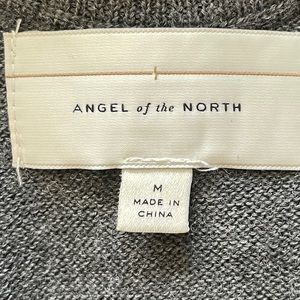 ANGEL of the NORTH
M
MADE IN
CHINA